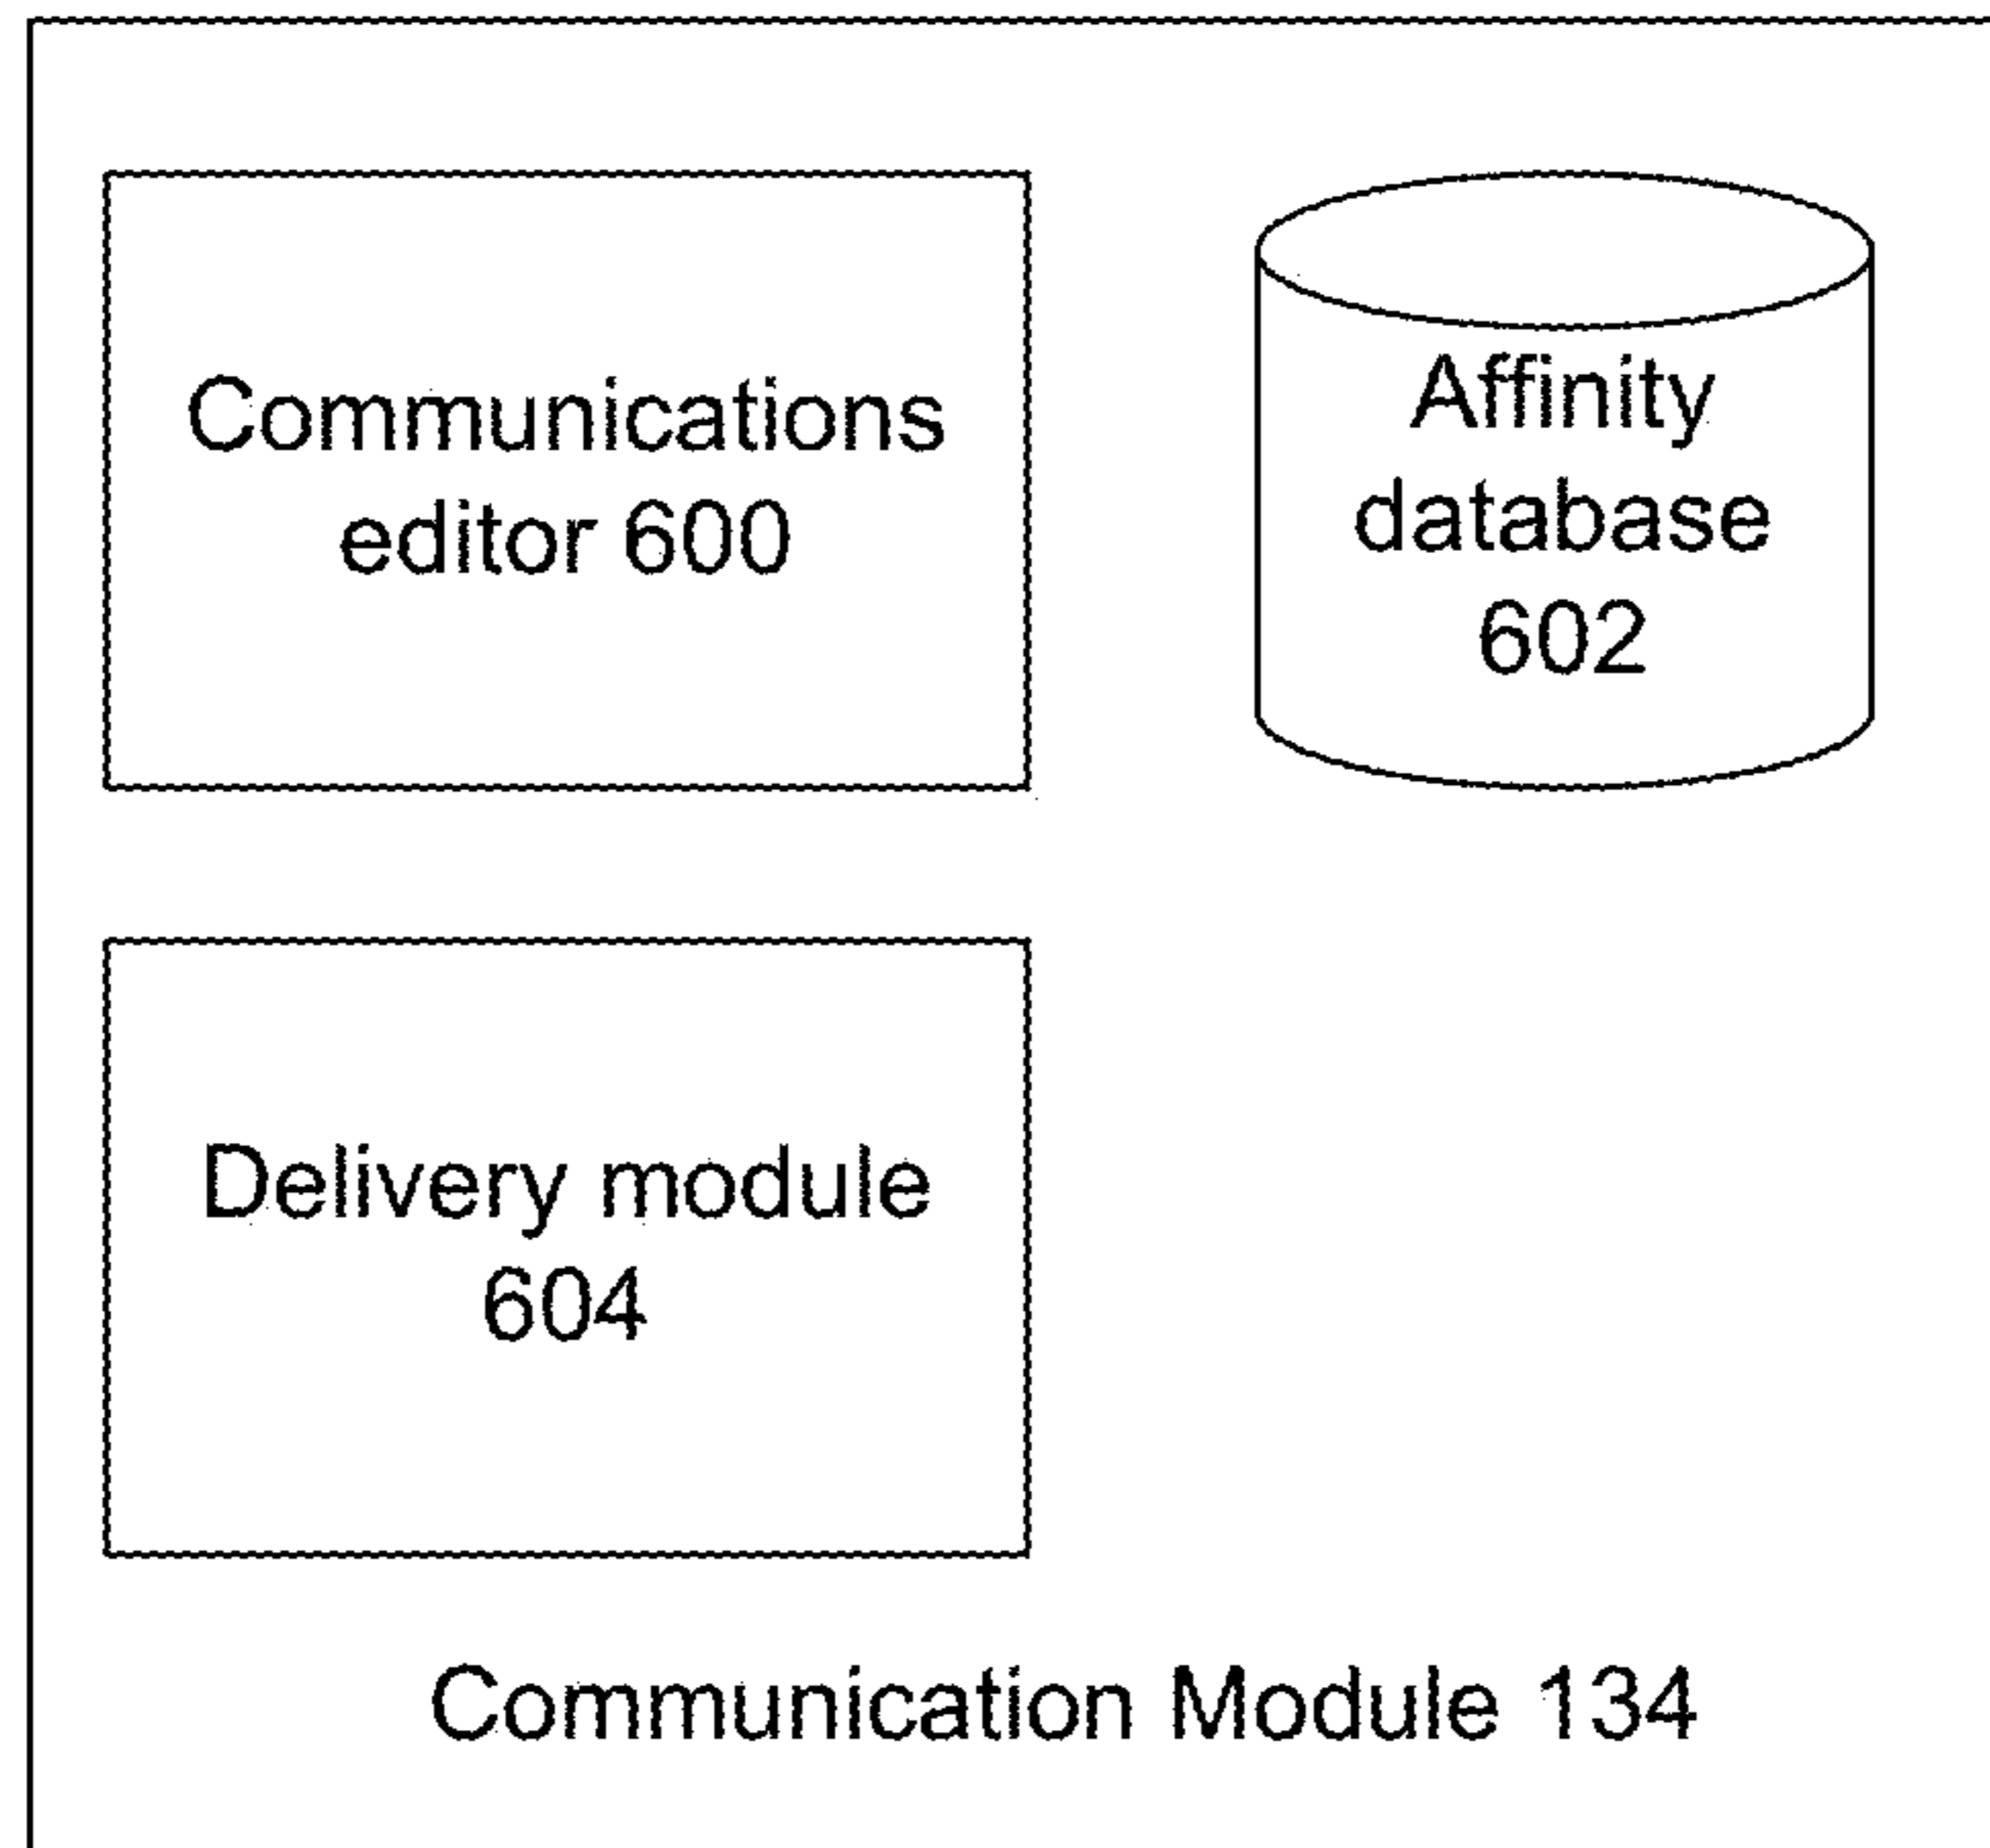 Communications
editor 600
Affinity
database
602
Delivery module
604
Communication Module 134